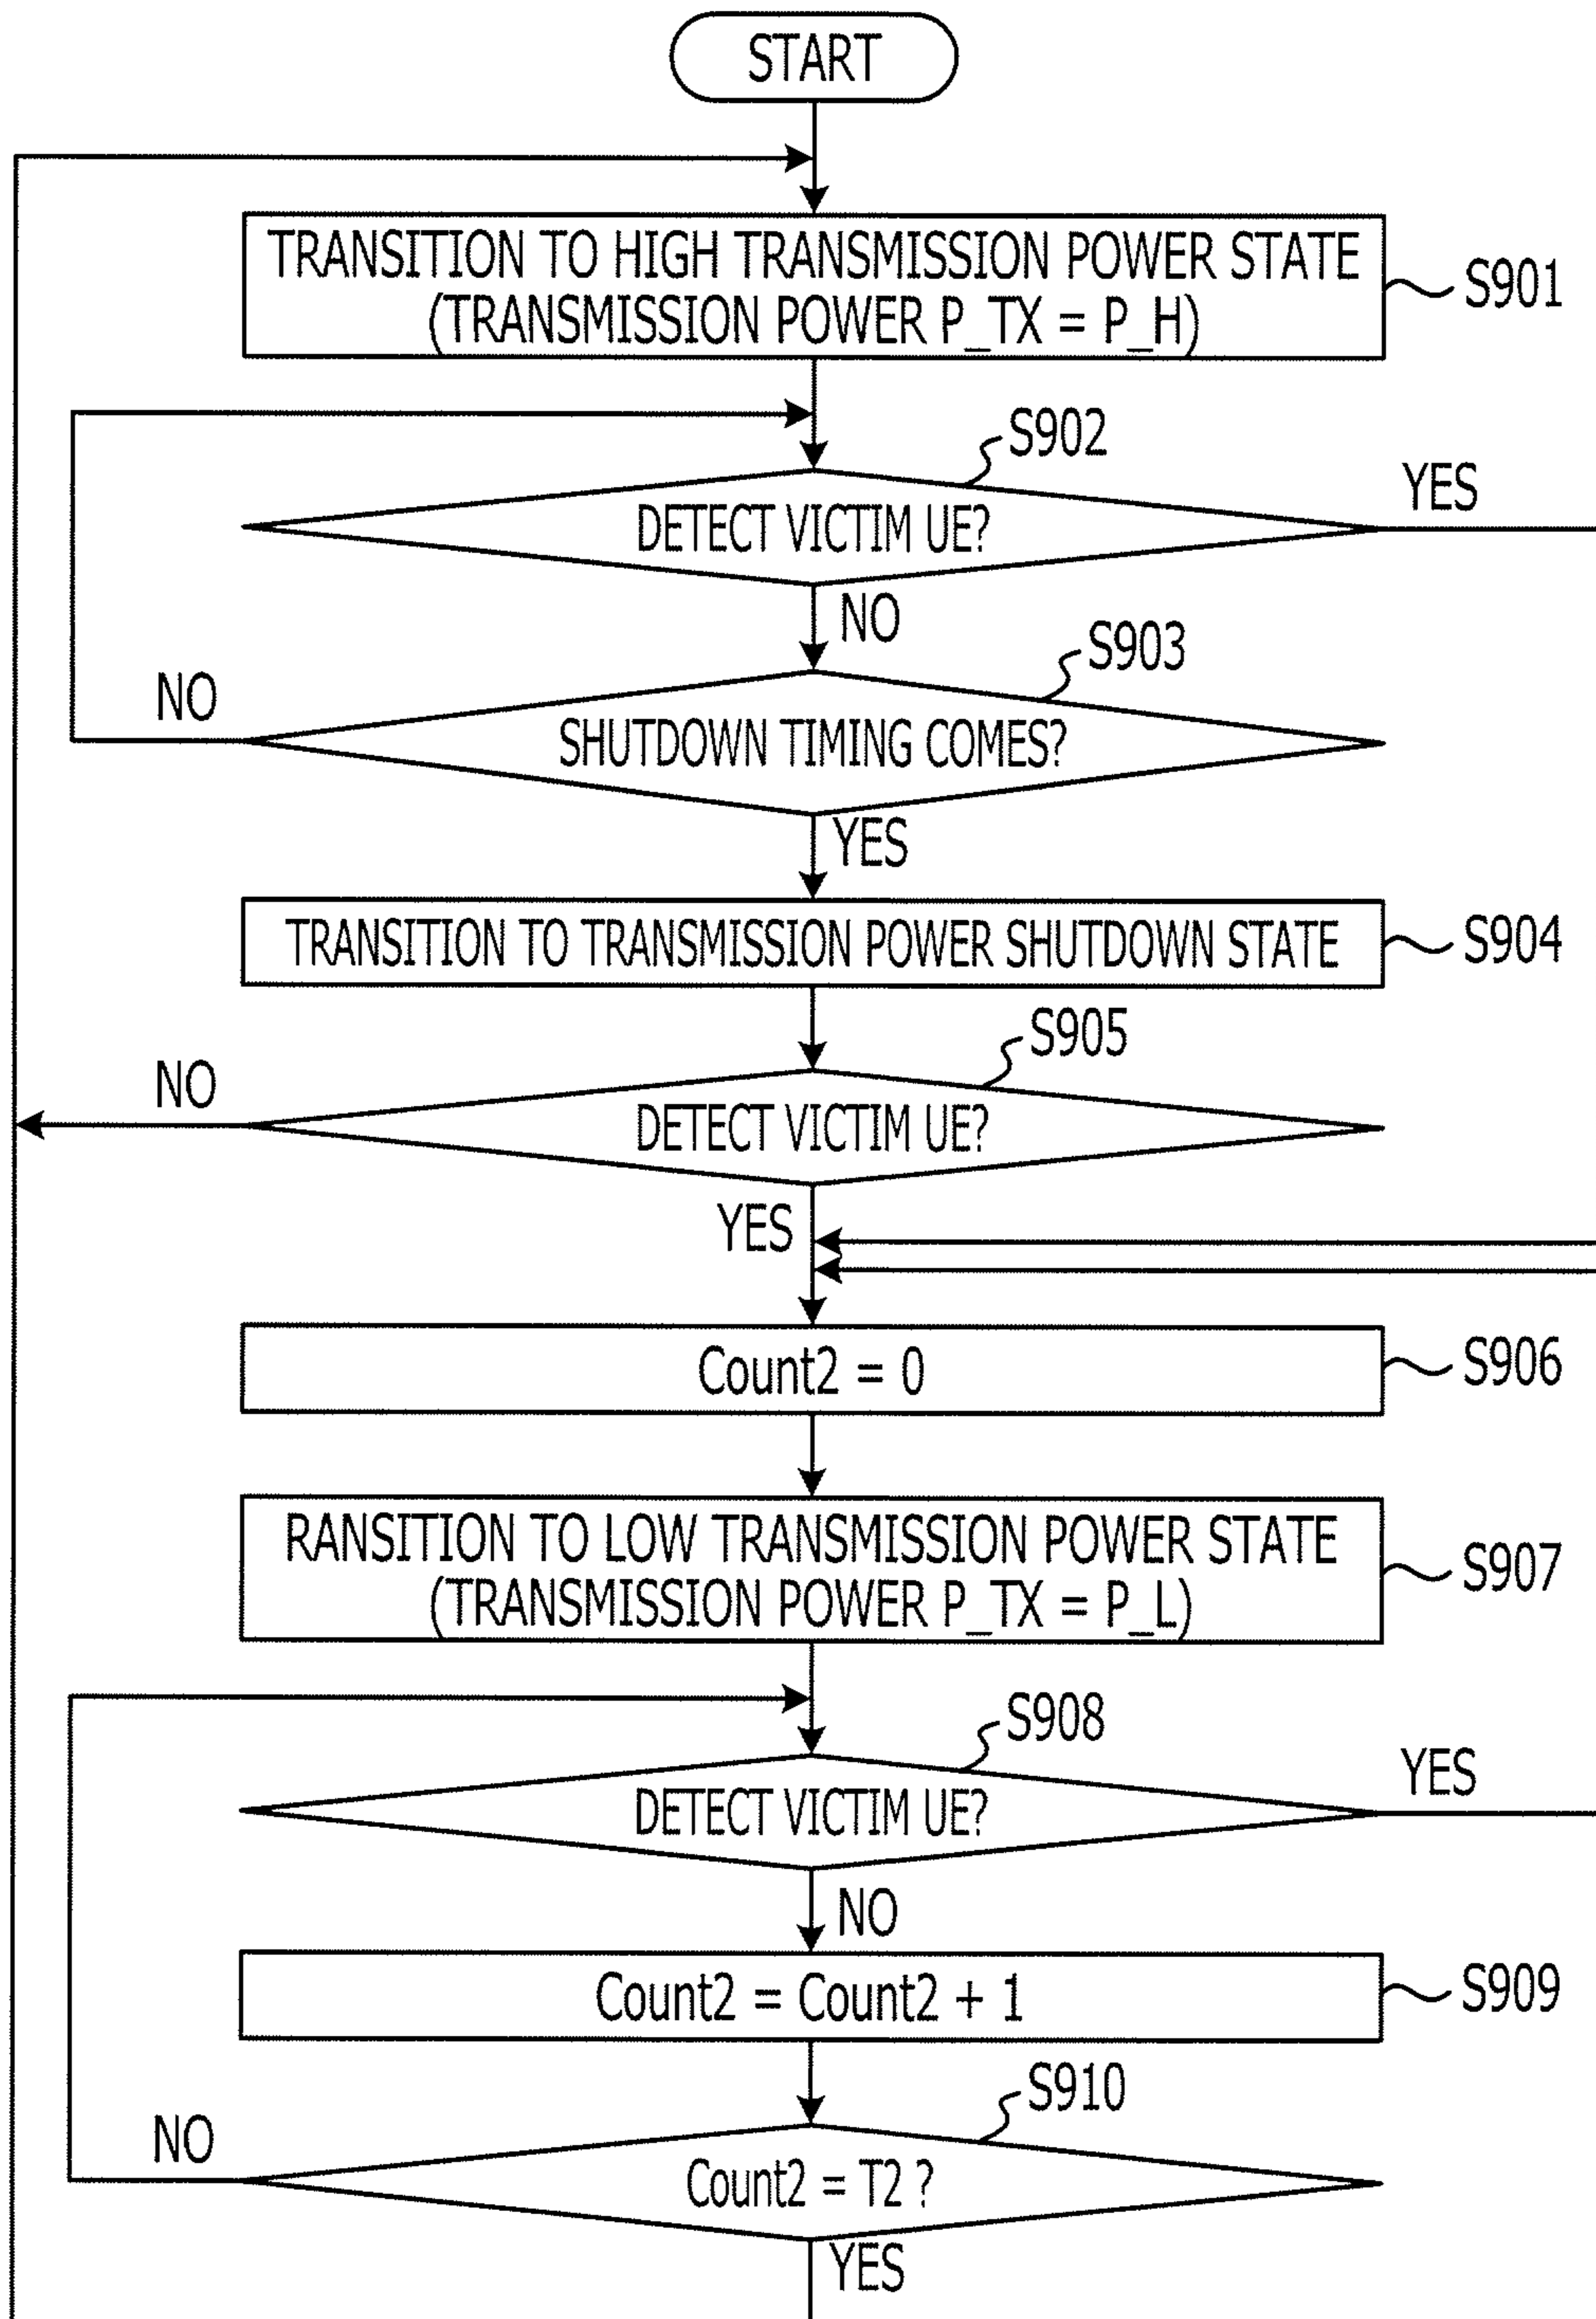 START
TRANSITION TO HIGH TRANSMISSION POWER STATE
(TRANSMISSION POWER P_TX = P_H)
S901
S902
DETECT VICTIM UE?
YES
NO
S903
SHUTDOWN TIMING COMES?
NO
YES
TRANSITION TO TRANSMISSION POWER SHUTDOWN STATE
S904
S905
DETECT VICTIM UE?
NO
YES
Count2 = 0
S906
RANSITION TO LOW TRANSMISSION POWER STATE
(TRANSMISSION POWER P_TX = P_L)
S907
S908
DETECT VICTIM UE?
YES
NO
Count2 = Count2 + 1
S909
S910
Count2 = T2 ?
NO
YES